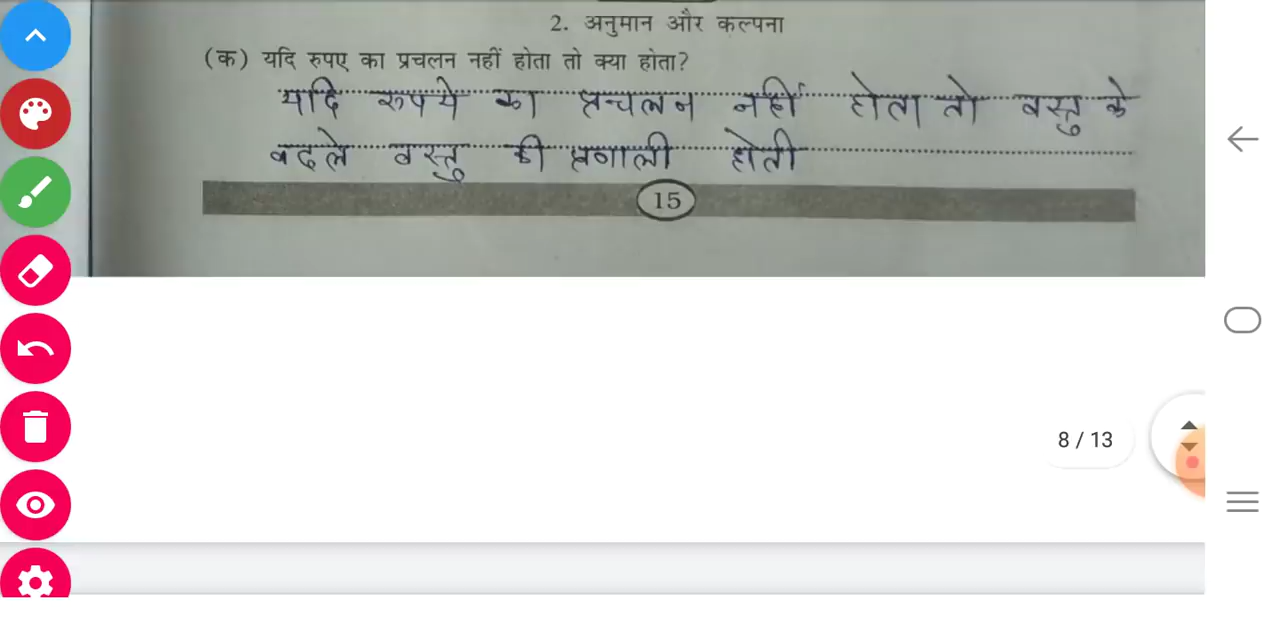 2. अनुमान और कल्पना
(क) यदि रुपए का प्रचलन नहीं होता तो क्या होता?
यदि रूपये का प्रचलन नहीं होता तो वस्तु के
बदले वस्तु की प्रणाली होती
15
8 / 13